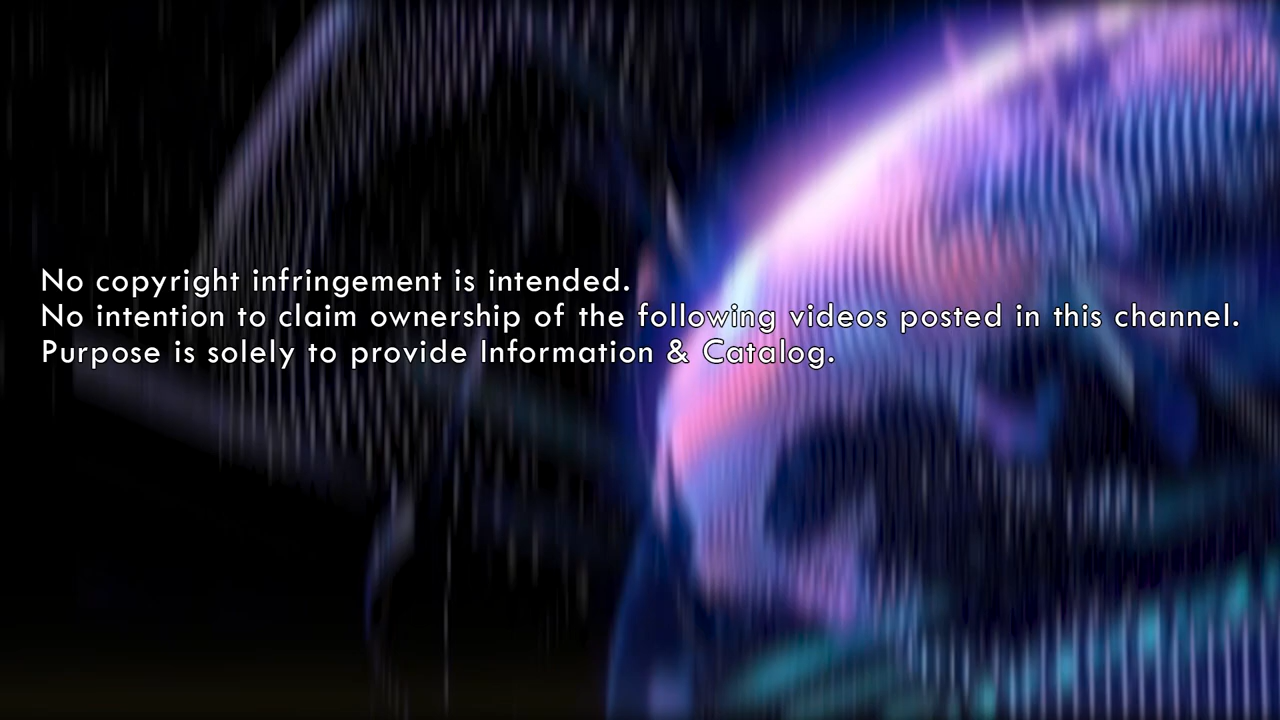 No copyright infringement is intended.
No intention to claim ownership of the following videos posted in this channel.
Purpose is solely to provide Information & Catalog.